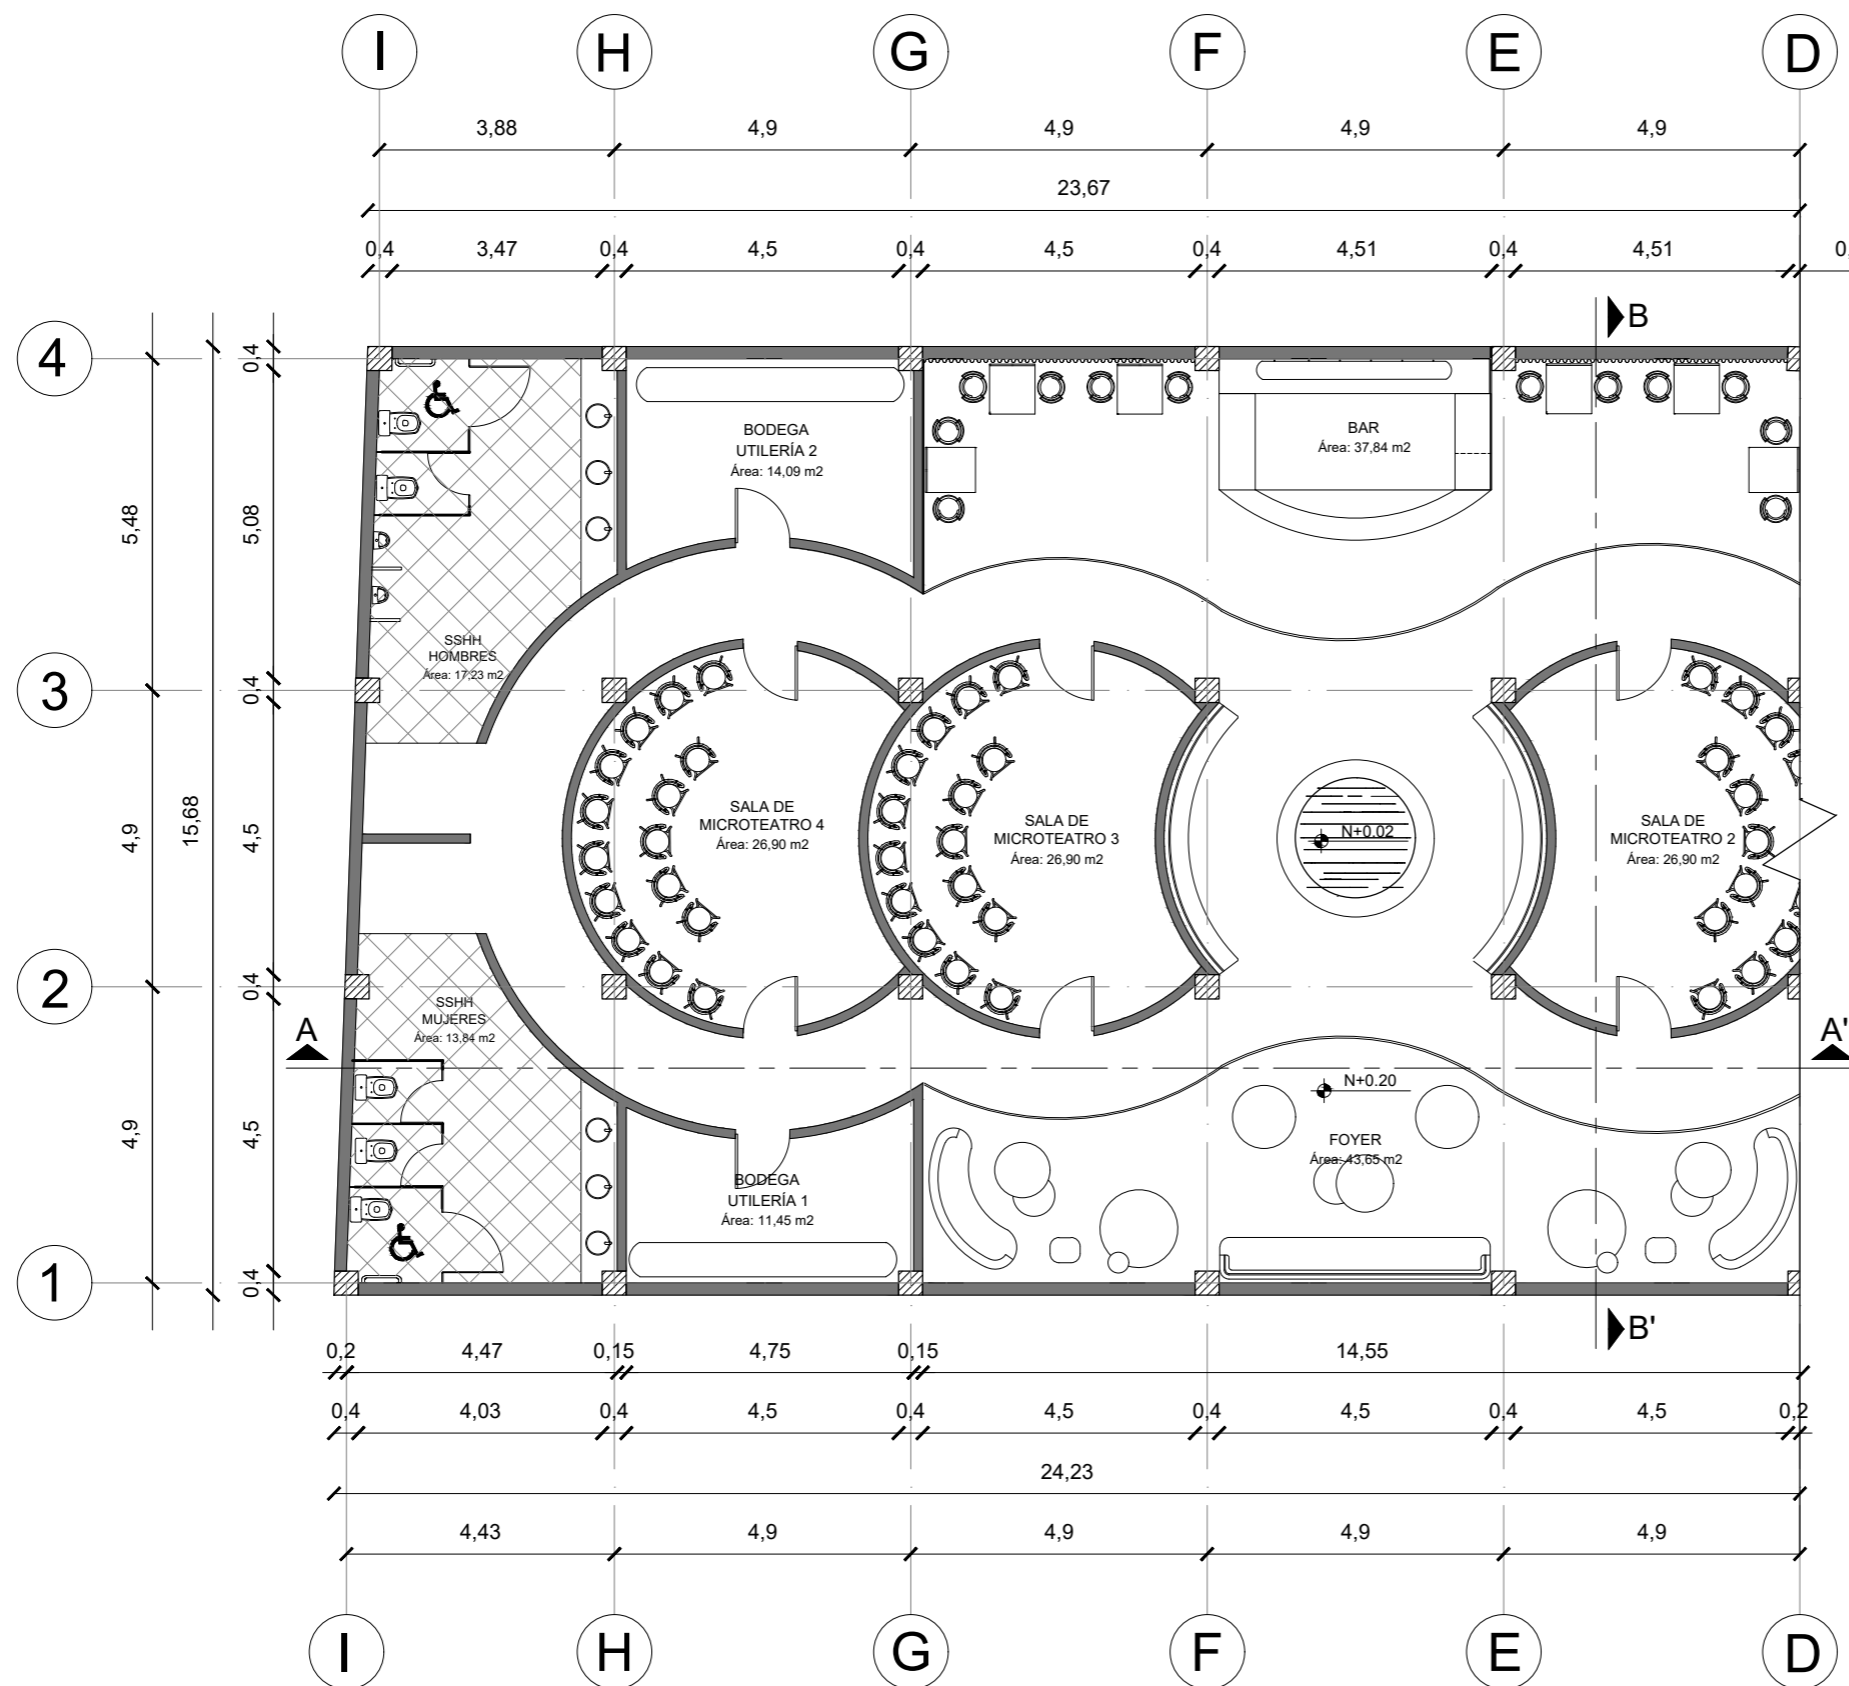 I H G F E D
3,88 4,9 4,9 4,9 4,9
23,67
0,4 3,47 0,4 4,5 0,4 4,5 0,4 4,51 0,4 4,51
B
4
3
2
1
0,4
5,48
5,08
0,4
4,9
15,68
4,5
0,4
4,9
4,5
0,4
BODEGA
UTILERÍA 2
Área: 14,09 m2
BAR
Área: 37,84 m2
SSHH
HOMBRES
Área: 17,23 m2
SALA DE
MICROTEATRO 4
Área: 26,90 m2
SALA DE
MICROTEATRO 3
Área: 26,90 m2
N+0.02
SALA DE
MICROTEATRO 2
Área: 26,90 m2
SSHH
MUJERES
Área: 13,84 m2
A
A'
N+0.20
FOYER
Área: 43,65 m2
BODEGA
UTILERÍA 1
Área: 11,45 m2
B'
0,2 4,47 0,15 4,75 0,15 14,55
0,4 4,03 0,4 4,5 0,4 4,5 0,4 4,5 0,4 4,5 0,2
24,23
4,43 4,9 4,9 4,9 4,9
I H G F E D